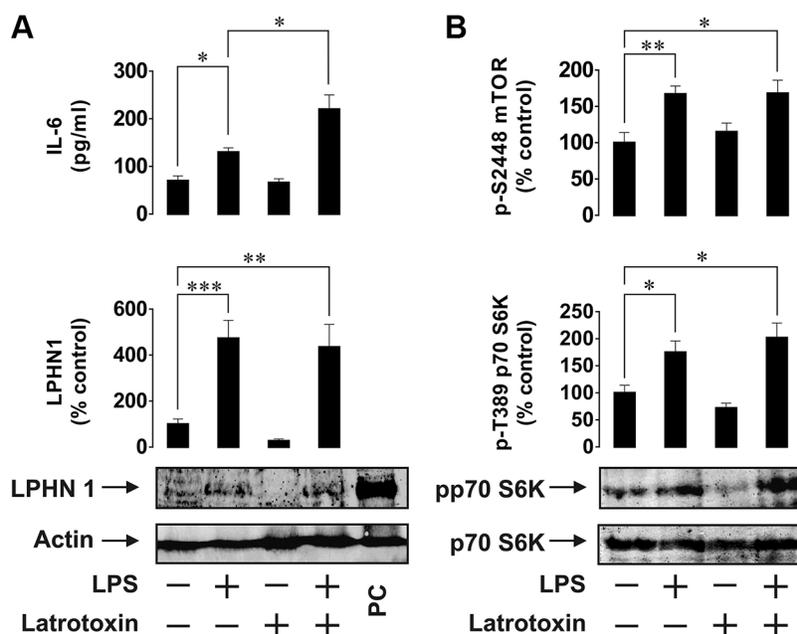 A
*
*
300
200
100
0
IL-6
(pg/ml)
**
***
600
400
200
0
LPHN1
(% control)
LPHN 1
Actin
LPS − + − +
Latrotoxin − − + +
PC
B
*
**
200
150
100
50
0
p-S2448 mTOR
(% control)
*
*
250
200
150
100
50
0
p-T389 p70 S6K
(% control)
pp70 S6K
p70 S6K
LPS − + − +
Latrotoxin − − + +